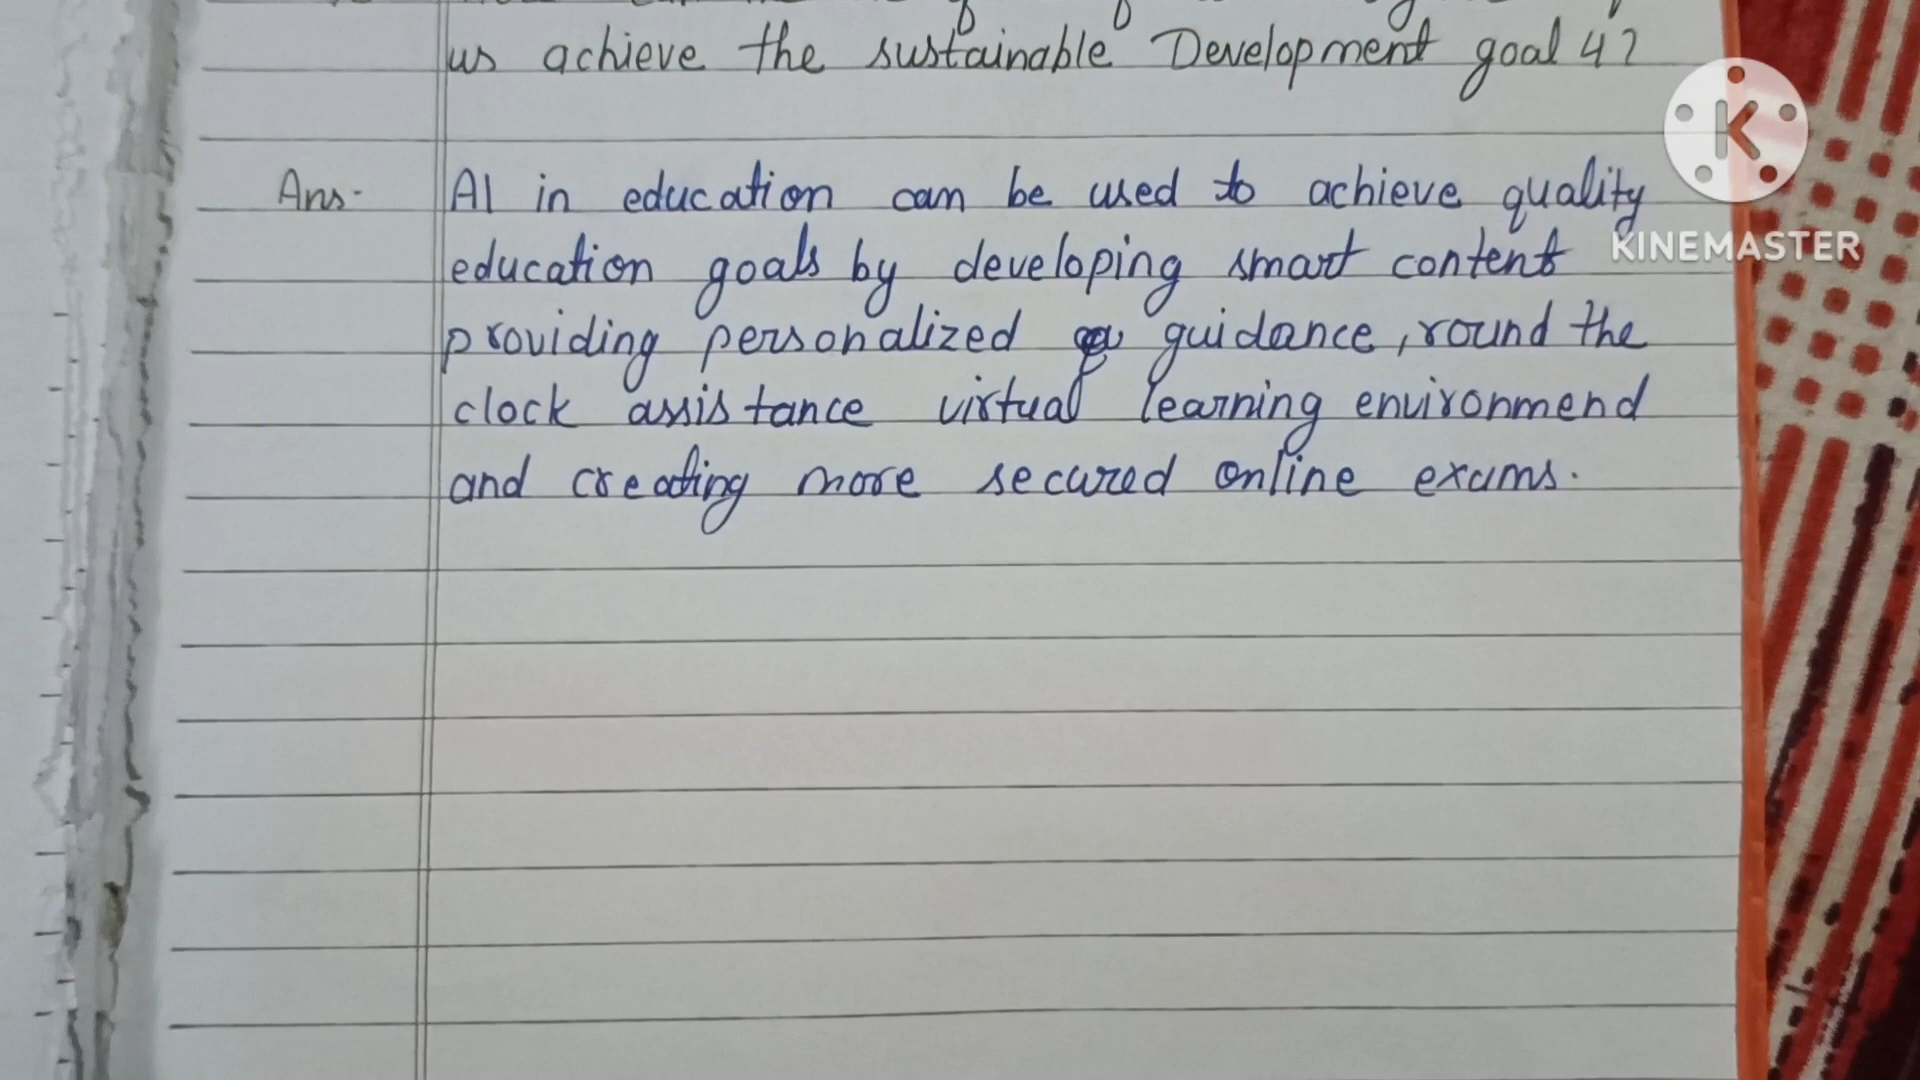 us achieve the sustainable Development goal 4?
Ans- AI in education can be used to achieve quality
education goals by developing smart content
providing personalized guidance, round the
clock assistance virtual learning environmend
and creating more secured online exams.
K
KINEMASTER